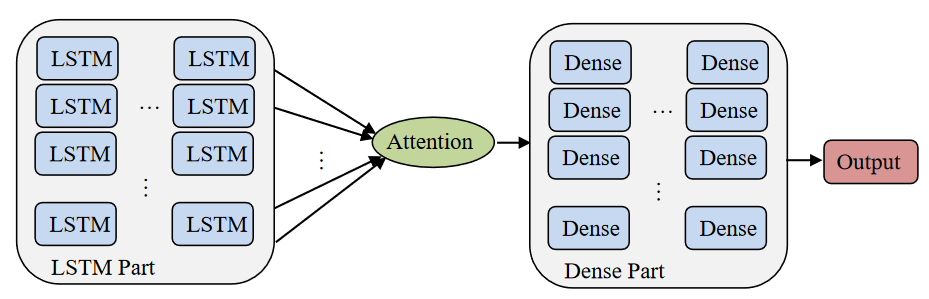 LSTM LSTM
LSTM ... LSTM
LSTM LSTM
⋮
LSTM LSTM
LSTM Part
⋮
Attention
Dense Dense
Dense ... Dense
Dense Dense
⋮
Dense Dense
Dense Part
Output